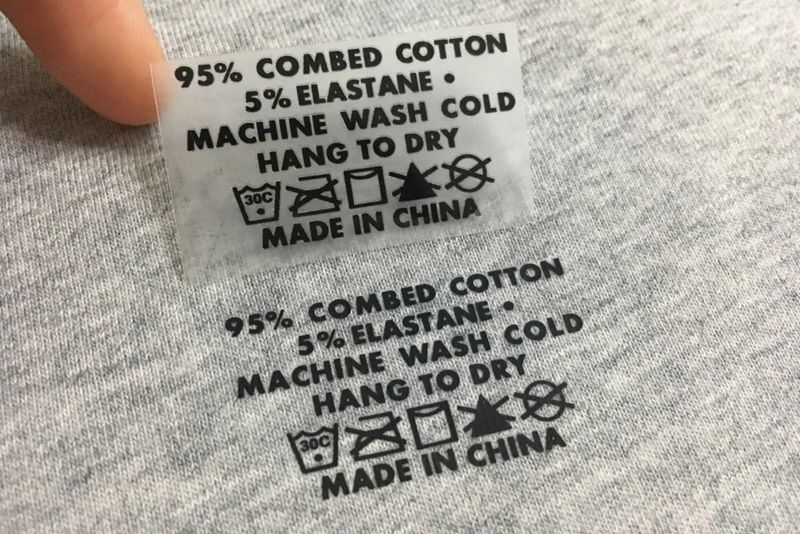 95% COMBED COTTON
5% ELASTANE •
MACHINE WASH COLD
HANG TO DRY
30C
MADE IN CHINA
95% COMBED COTTON
5% ELASTANE •
MACHINE WASH COLD
HANG TO DRY
30C
MADE IN CHINA